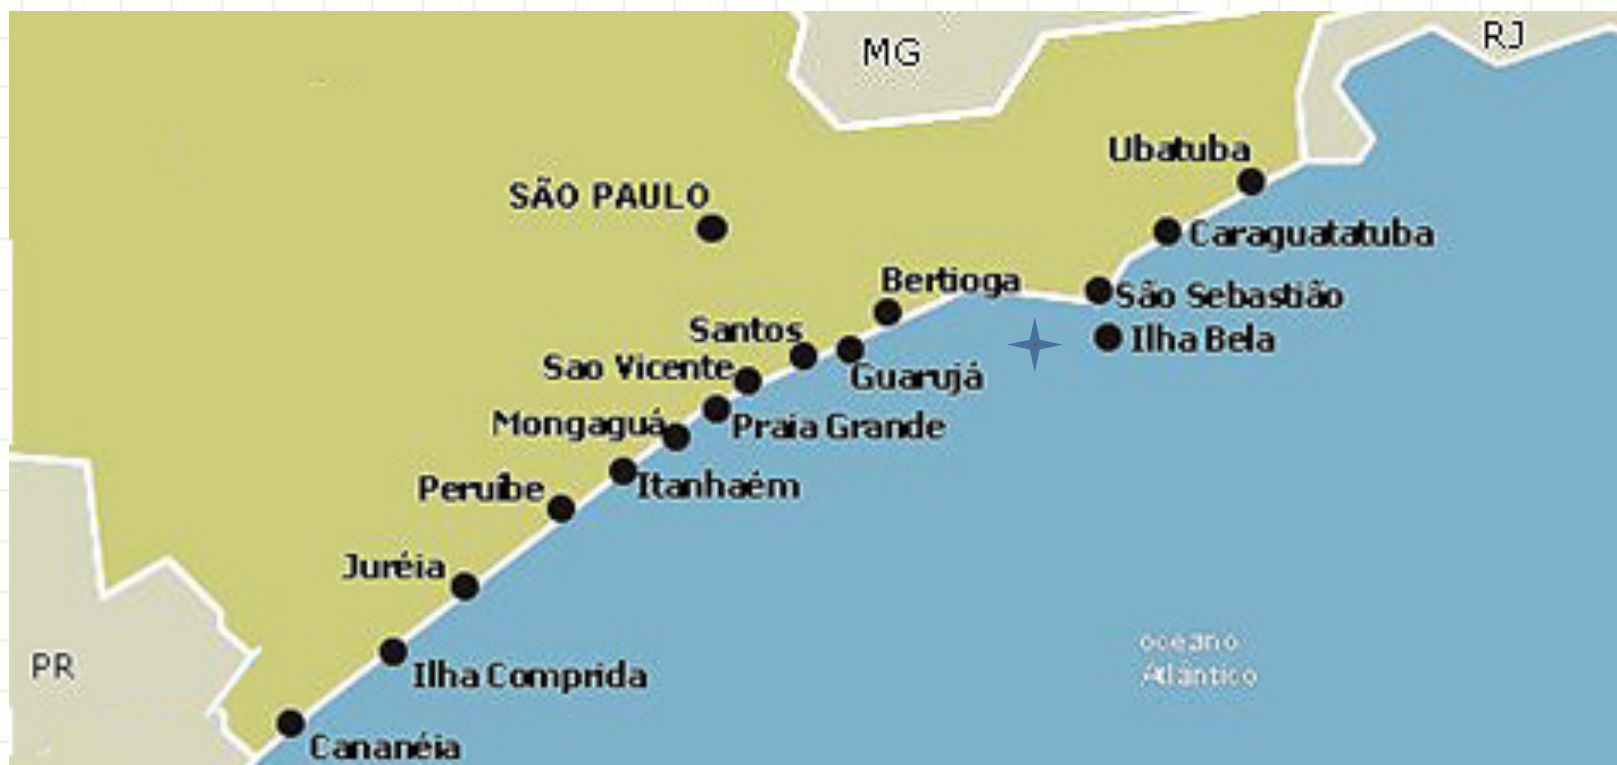 MG
RJ
Ubatuba
SÃO PAULO
Caraguatatuba
Bertioga
São Sebastião
Santos
Ilha Bela
Sao Vicente
Guarujá
Mongaguá
Praia Grande
Peruíbe
Itanhaém
Juréia
PR
oceano
Atlântico
Ilha Comprida
Cananéia